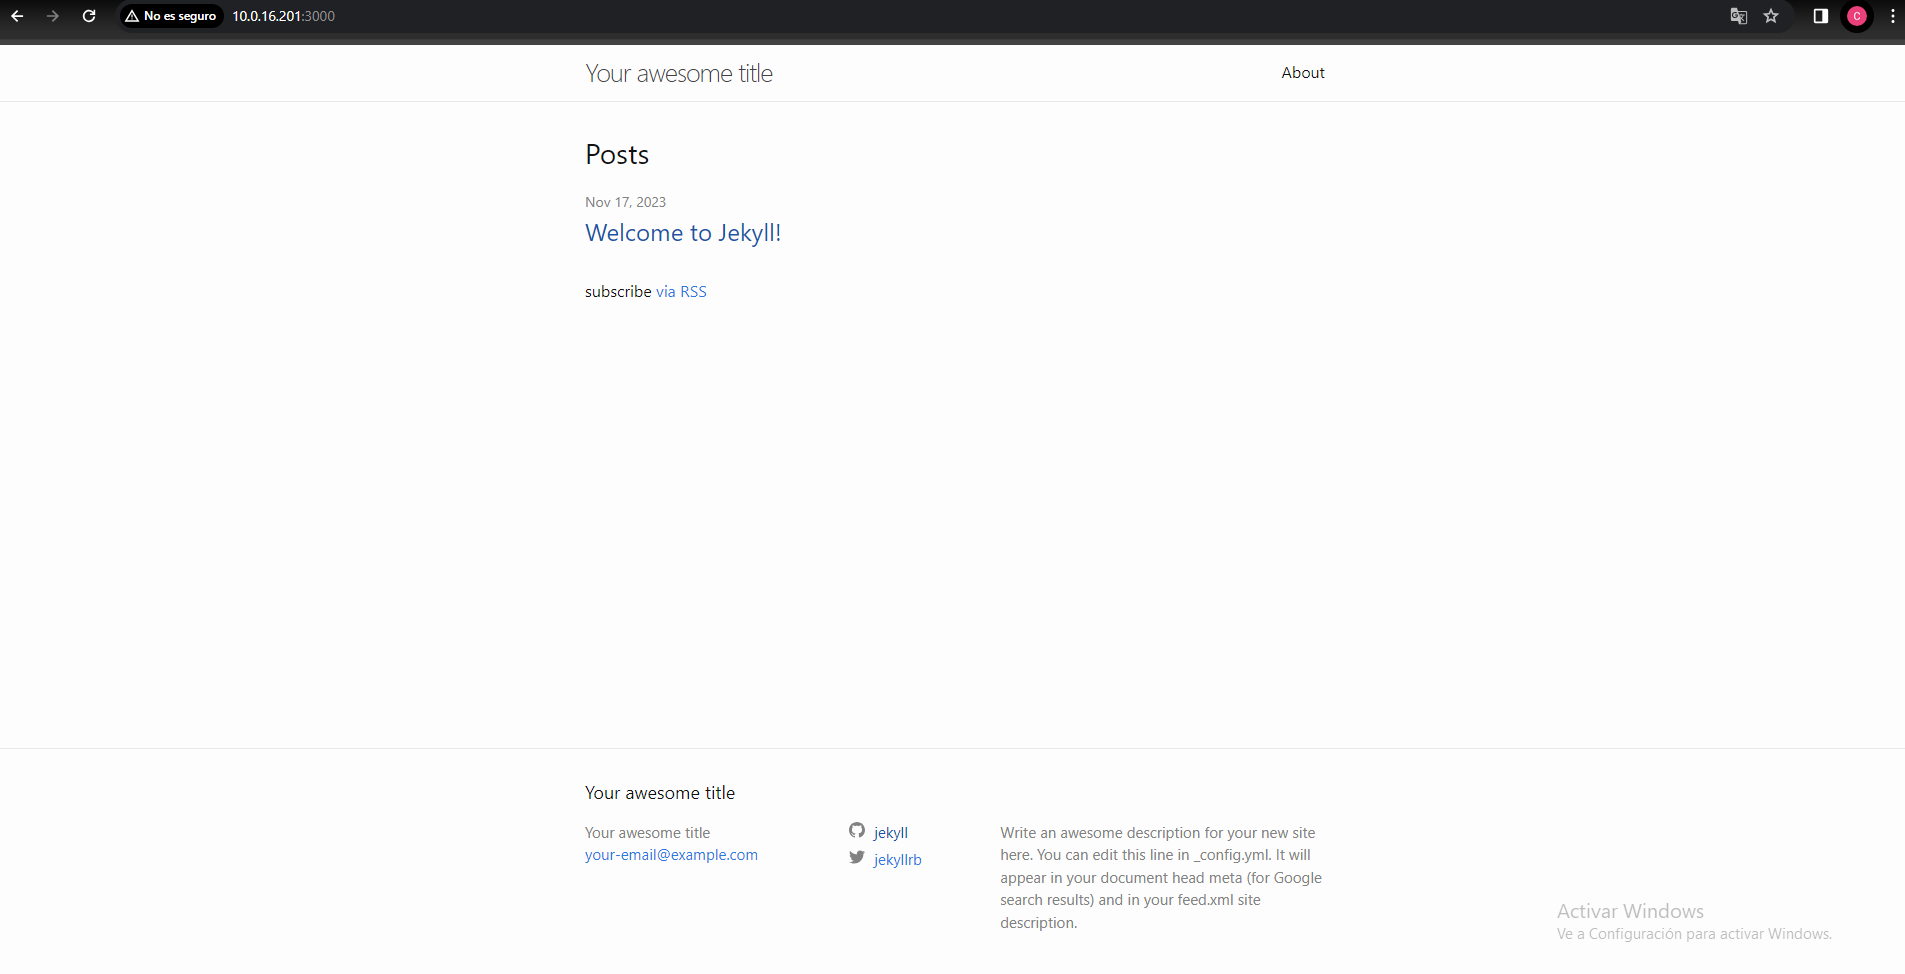 No es seguro 10.0.16.201:3000
C
Your awesome title
About
Posts
Nov 17, 2023
Welcome to Jekyll!
subscribe via RSS
Your awesome title
Your awesome title
your-email@example.com
jekyll
jekyllrb
Write an awesome description for your new site
here. You can edit this line in _config.yml. It will
appear in your document head meta (for Google
search results) and in your feed.xml site
description.
Activar Windows
Ve a Configuración para activar Windows.